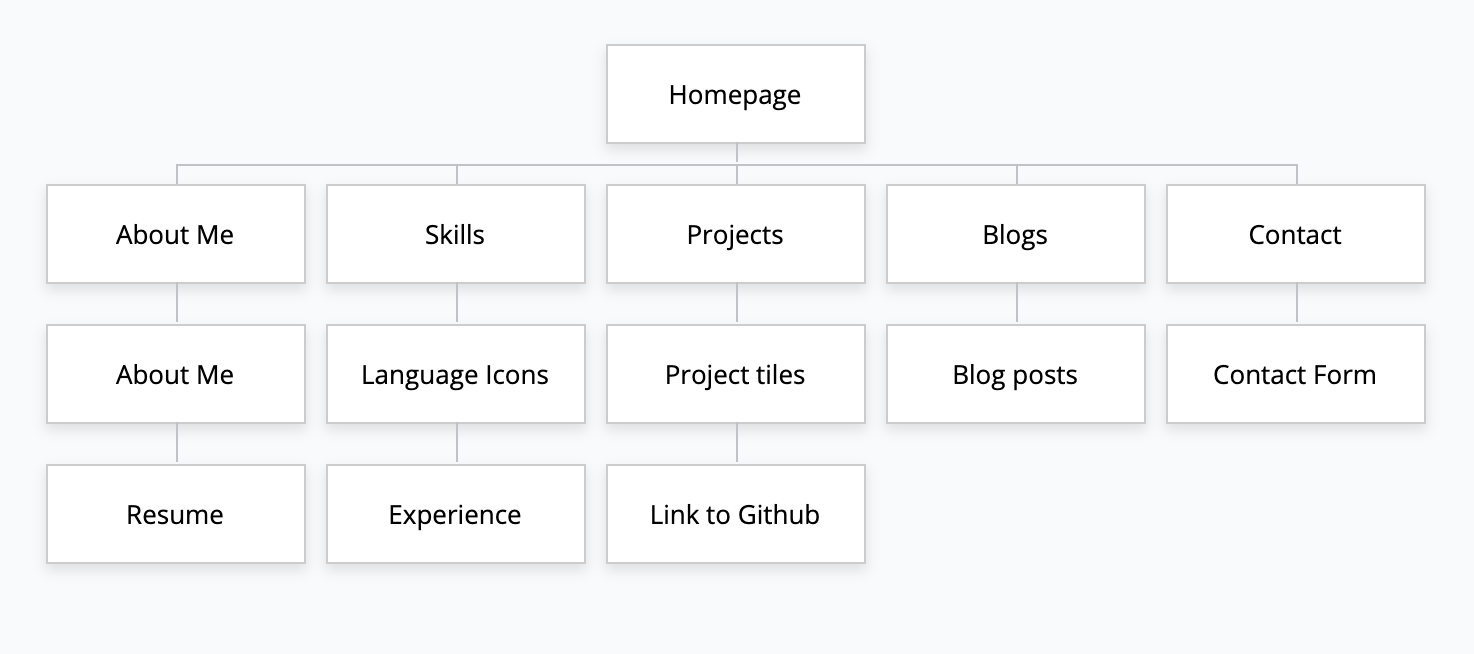 Homepage
About Me
Skills
Projects
Blogs
Contact
About Me
Language Icons
Project tiles
Blog posts
Contact Form
Resume
Experience
Link to Github